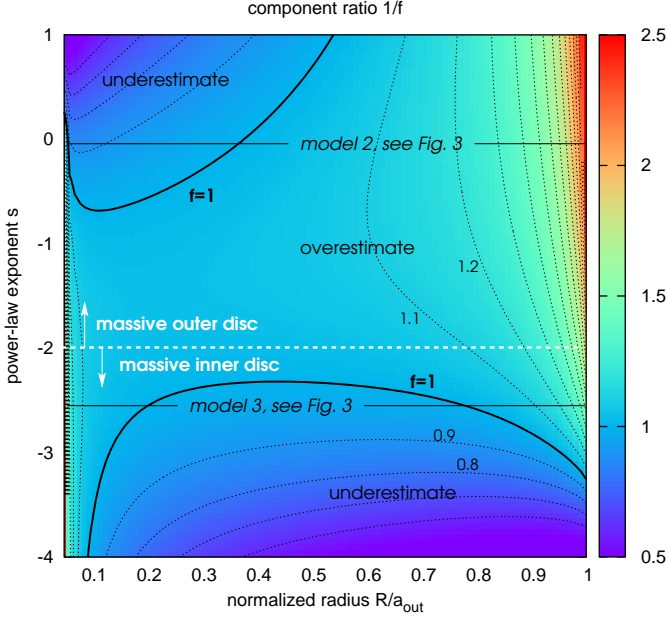 component ratio 1/f
1
0
-1
-2
-3
-4
power-law exponent s
underestimate
model 2, see Fig. 3
f=1
overestimate
1.2
1.1
massive outer disc
massive inner disc
f=1
model 3, see Fig. 3
0.9
0.8
underestimate
0.1 0.2 0.3 0.4 0.5 0.6 0.7 0.8 0.9 1
normalized radius R/a_out
2.5
2
1.5
1
0.5